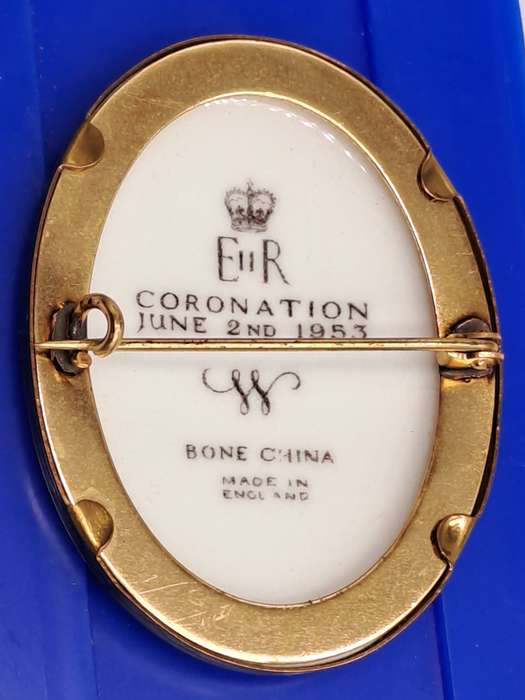 EIIR
CORONATION
JUNE 2ND 1953
W
BONE CHINA
MADE IN
ENGLAND